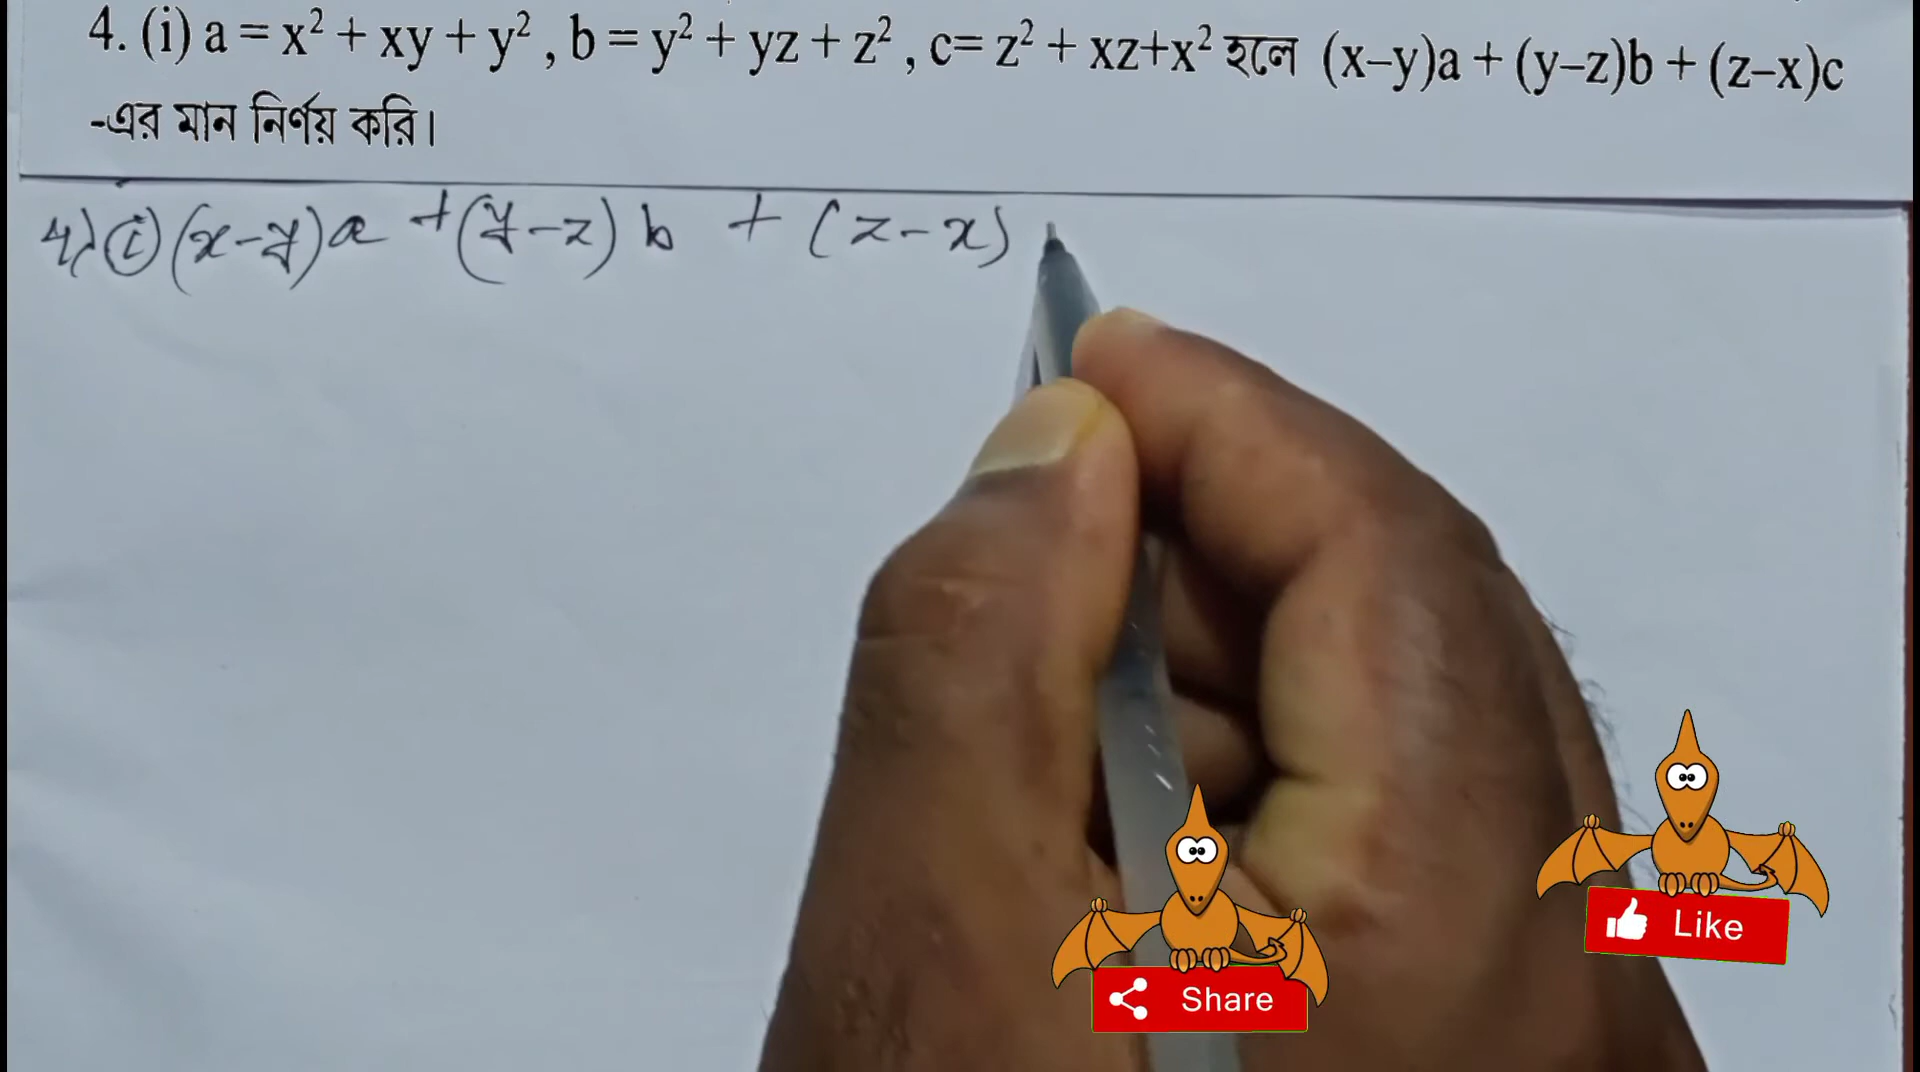 4. (i) a = x² + xy + y² , b = y² + yz + z² , c= z² + xz+x² হলে (x–y)a + (y–z)b + (z–x)c
-এর মান নির্ণয় করি।
4) (i) (x-y)a + (y-z) b + (z-x)
Like
Share